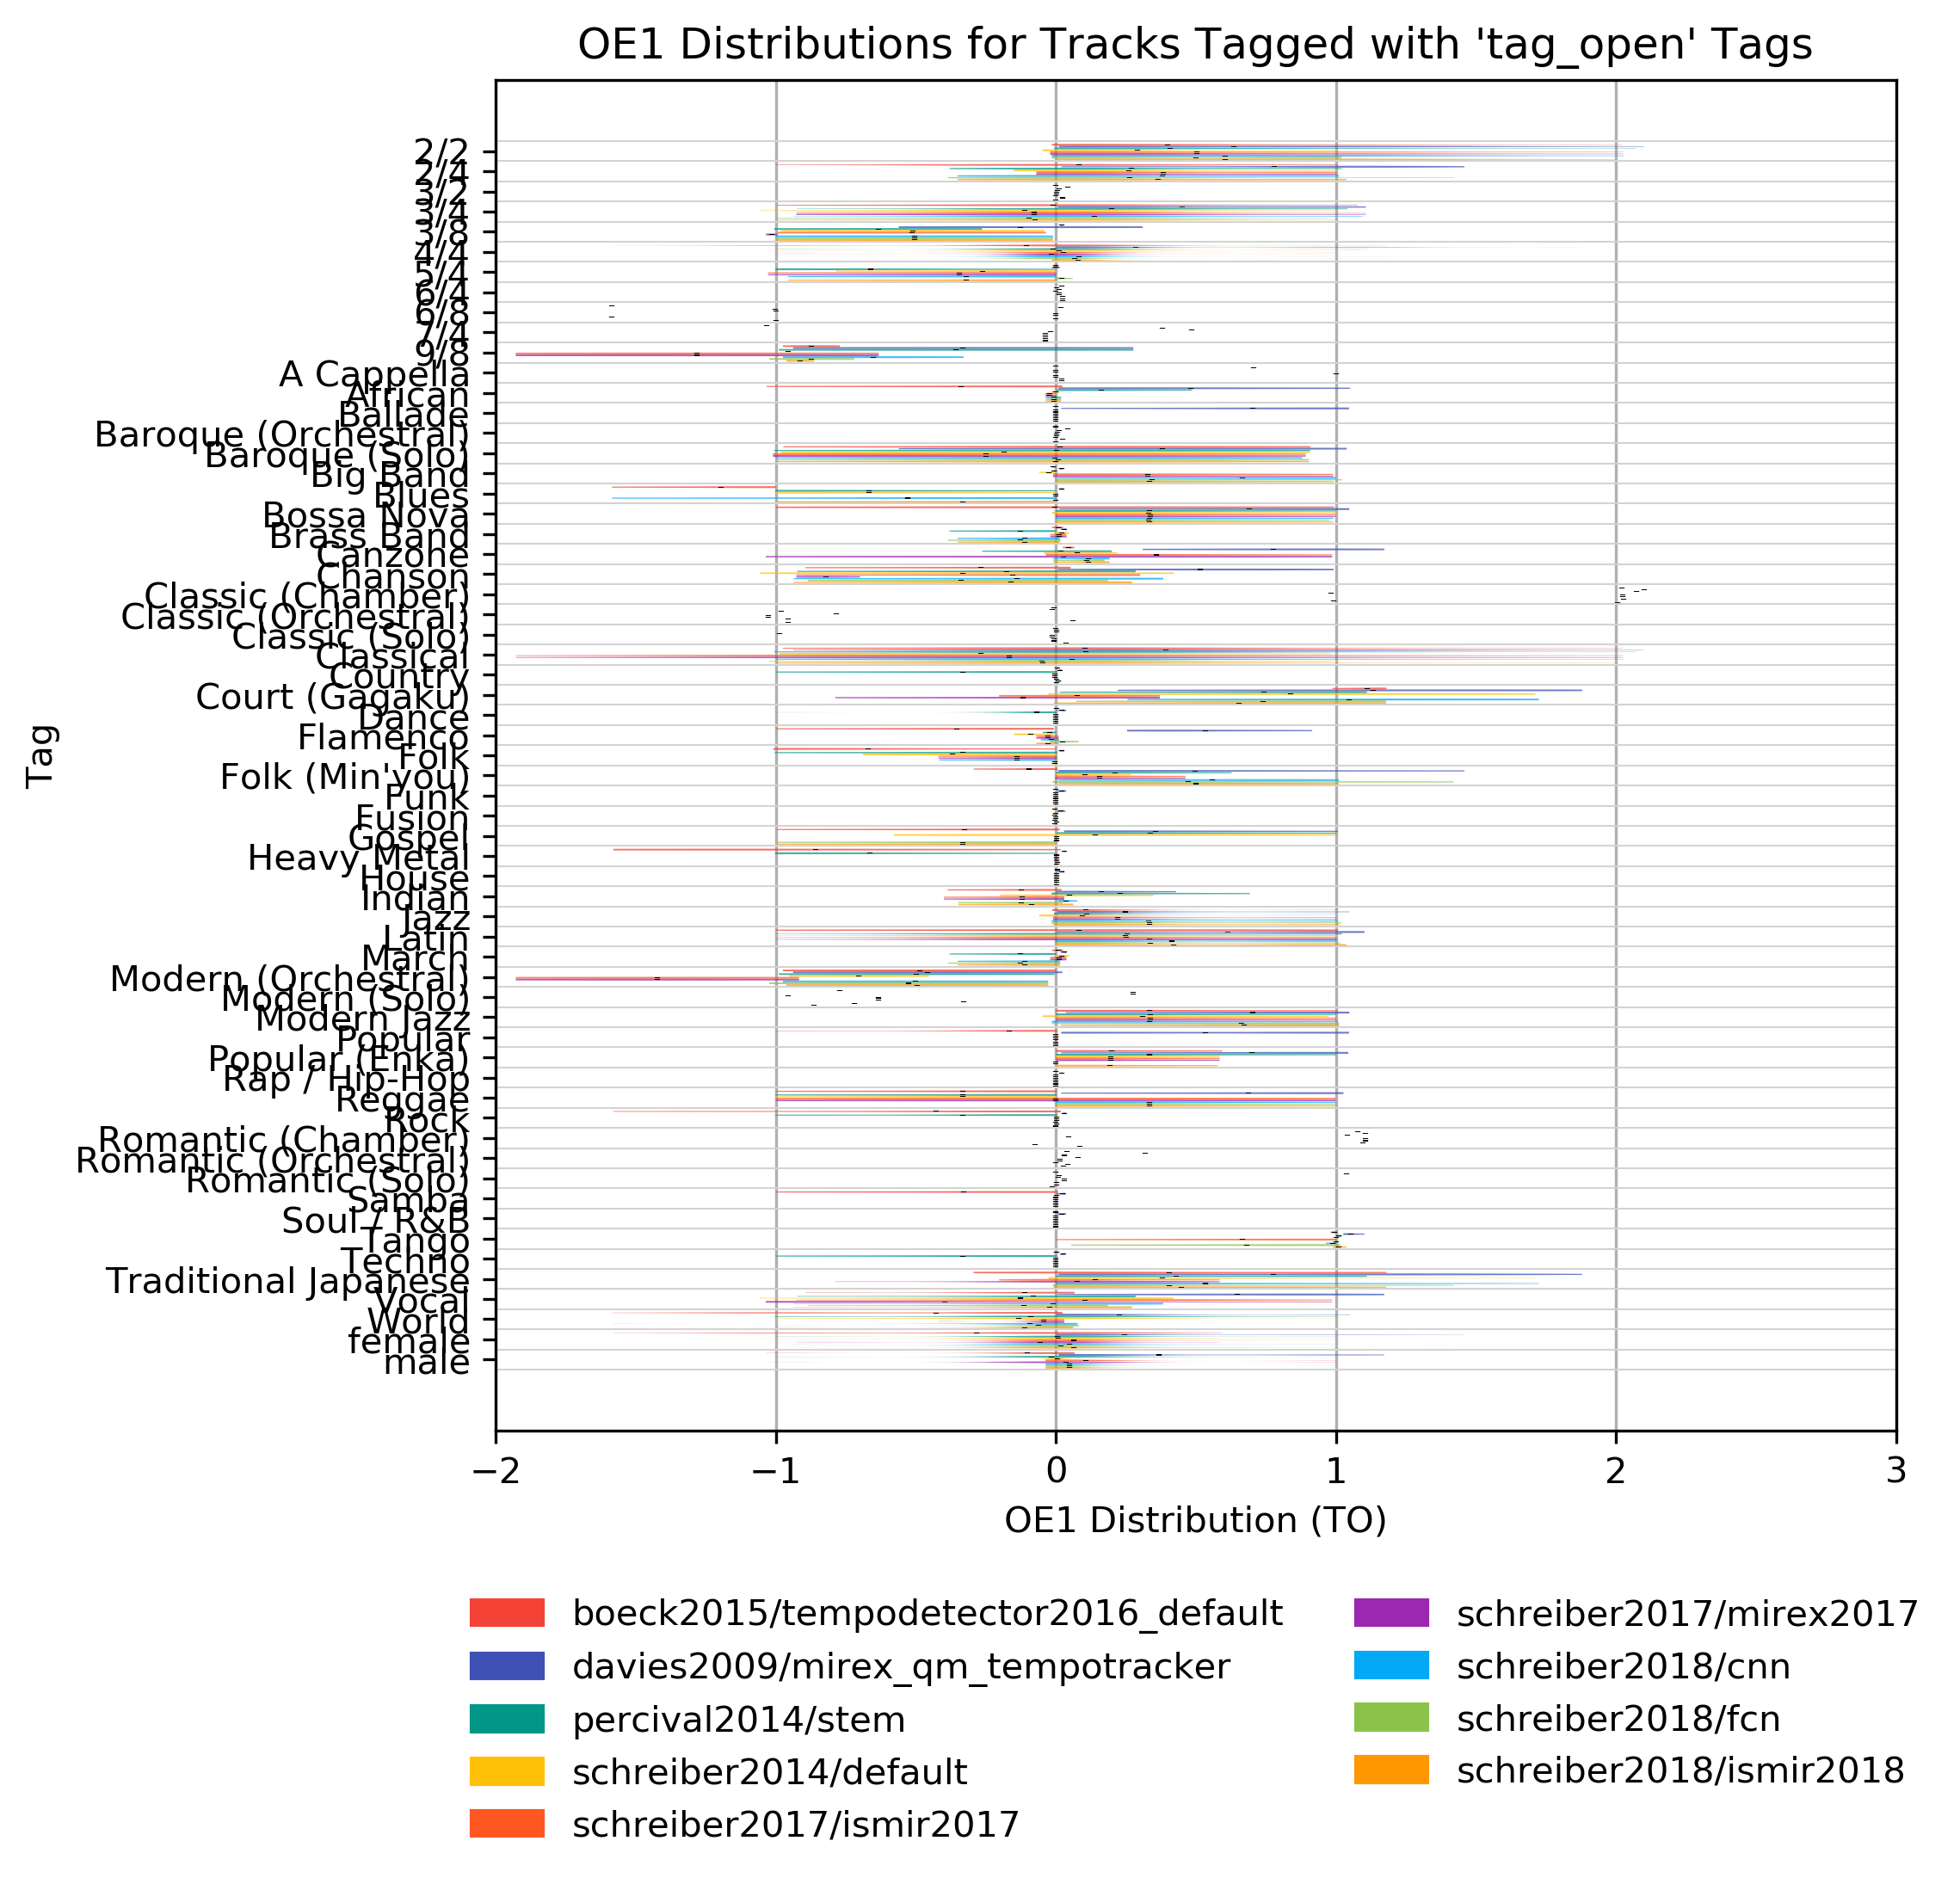 OE1 Distributions for Tracks Tagged with 'tag_open' Tags
2/2
2/4
3/2
3/4
3/8
4/4
5/4
6/4
6/8
7/4
9/8
A Cappella
African
Ballade
Baroque (Orchestral)
Baroque (Solo)
Big Band
Blues
Bossa Nova
Brass Band
Canzone
Chanson
Classic (Chamber)
Classic (Orchestral)
Classic (Solo)
Classical
Country
Court (Gagaku)
Dance
Flamenco
Folk
Folk (Min'you)
Funk
Fusion
Gospel
Heavy Metal
House
Indian
Jazz
Latin
March
Modern (Orchestral)
Modern (Solo)
Modern Jazz
Popular
Popular (Enka)
Rap / Hip-Hop
Reggae
Rock
Romantic (Chamber)
Romantic (Orchestral)
Romantic (Solo)
Samba
Soul / R&B
Tango
Techno
Traditional Japanese
Vocal
World
female
male
Tag
−2 −1 0 1 2 3
OE1 Distribution (TO)
boeck2015/tempodetector2016_default
davies2009/mirex_qm_tempotracker
percival2014/stem
schreiber2014/default
schreiber2017/ismir2017
schreiber2017/mirex2017
schreiber2018/cnn
schreiber2018/fcn
schreiber2018/ismir2018